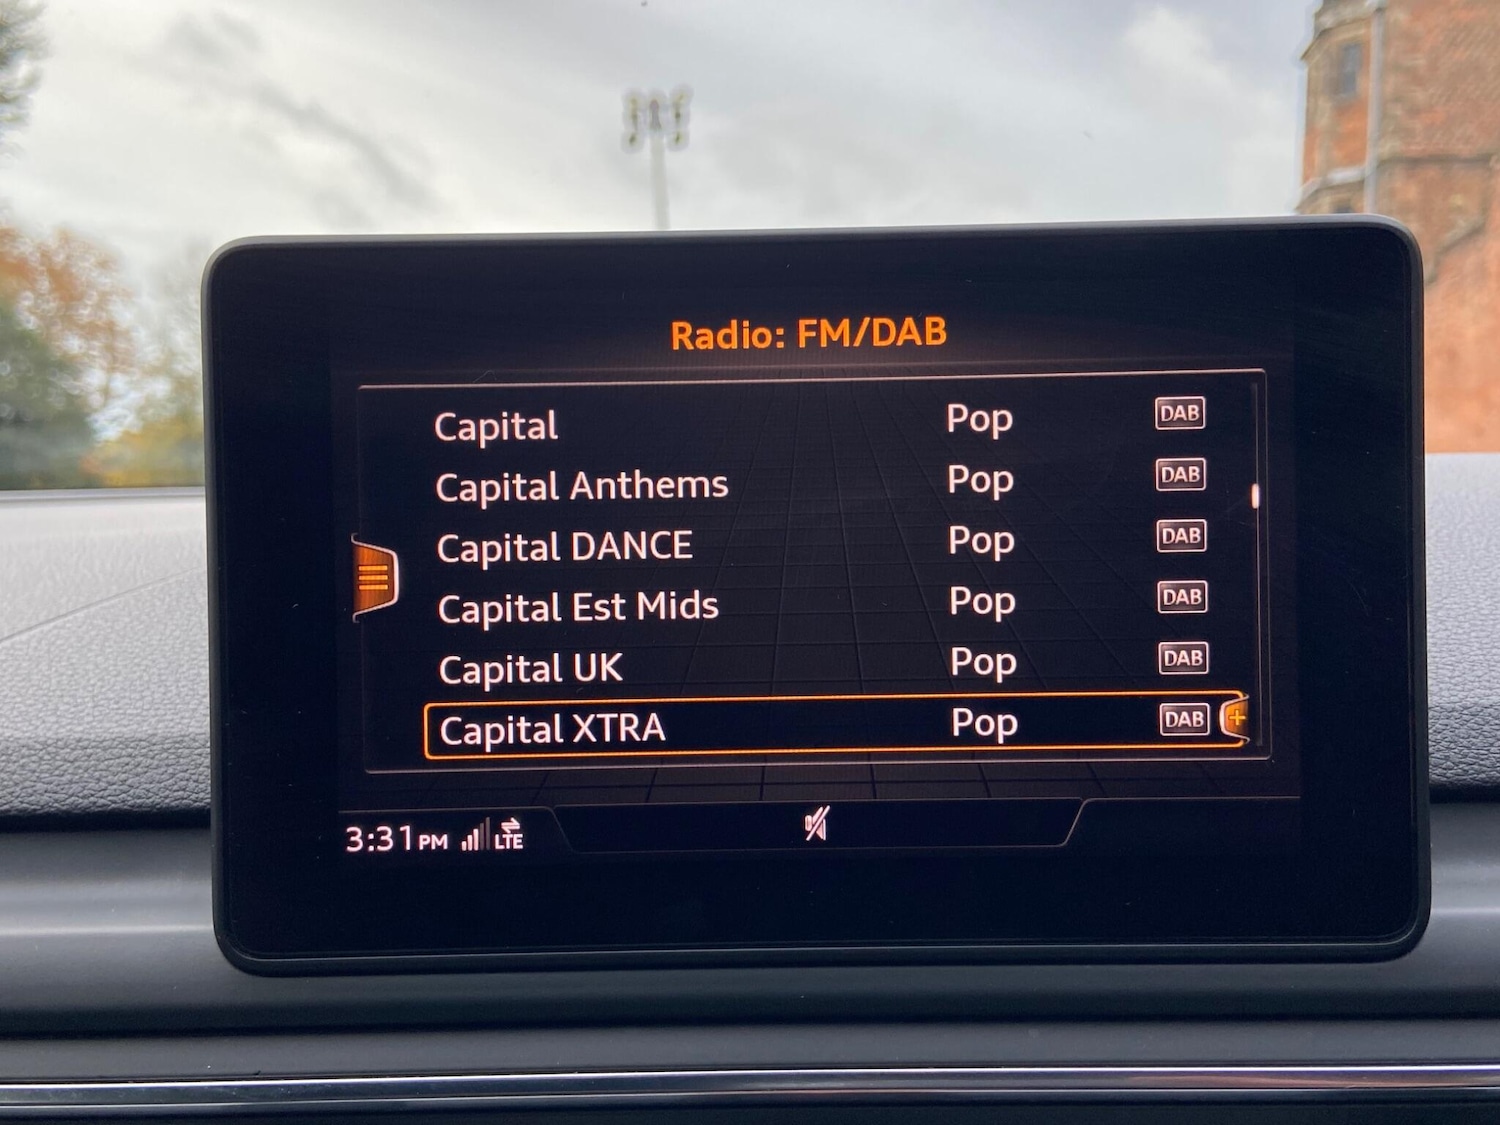 Radio: FM/DAB
Capital Pop DAB
Capital Anthems Pop DAB
Capital DANCE Pop DAB
Capital Est Mids Pop DAB
Capital UK Pop DAB
Capital XTRA Pop DAB +
3:31 PM LTE